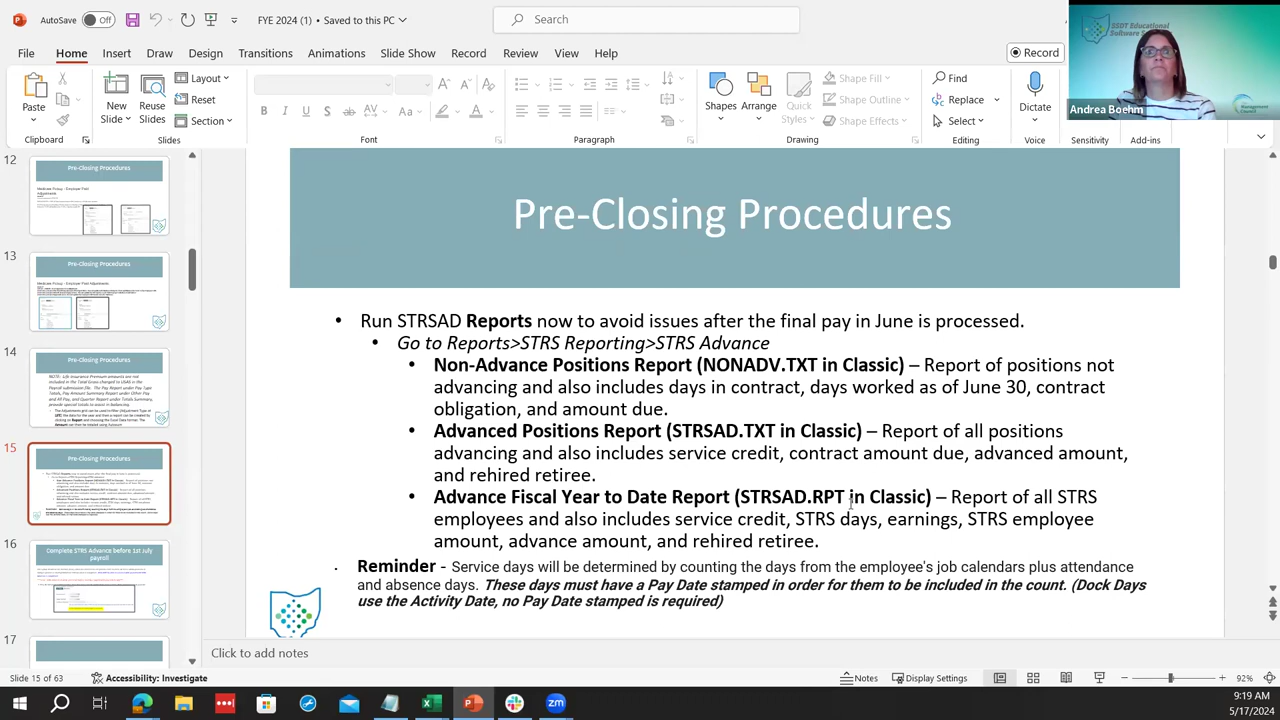 AutoSave Off FYE 2024 (1) • Saved to this PC
Search
File Home Insert Draw Design Transitions Animations Slide Show Record Review View Help
Record
Paste
New
Slide
Reuse
Slides
Layout
Reset
Section
Shapes
Arrange
Quick
Styles
Shape Fill
Shape Outline
Shape Effects
Find
Replace
Select
Dictate
Clipboard Slides Font Paragraph Drawing Editing Voice Sensitivity Add-ins
SSDT Educational
Andrea Boehm
Management
Council
12
Pre-Closing Procedures
13
Pre-Closing Procedures
14
Pre-Closing Procedures
15
Pre-Closing Procedures
16
Complete STRS Advance before 1st July
payroll
17
Pre-Closing Procedures
• Run STRSAD Reports now to avoid issues after the final pay in June is processed.
• Go to Reports>STRS Reporting>STRS Advance
• Non-Advance Positions Report (NONADV.TXT in Classic) – Report of positions not
advancing and also includes days in contract, days worked as of June 30, contract
obligation, and amount due.
• Advanced Positions Report (STRSAD.TXT in Classic) – Report of all positions
advancing and also includes service credit, contract amount due, advanced amount,
and rehired retiree.
• Advance Fiscal Year to Date Report (STRSAD.RPT in Classic) – Report of all STRS
employees and also includes service credit, STRS days, earnings, STRS employee
amount, advance amount, and rehired retiree.
Reminder - Service days will be determined by counting the days from the employee's job calendars plus attendance
and absence days. These days must have a Pay Date stamped in order for them to be included in the count. (Dock Days
use the Activity Date, no Pay Date stamped is required)
Click to add notes
Slide 15 of 63 Accessibility: Investigate Notes Display Settings 92%
9:19 AM
5/17/2024